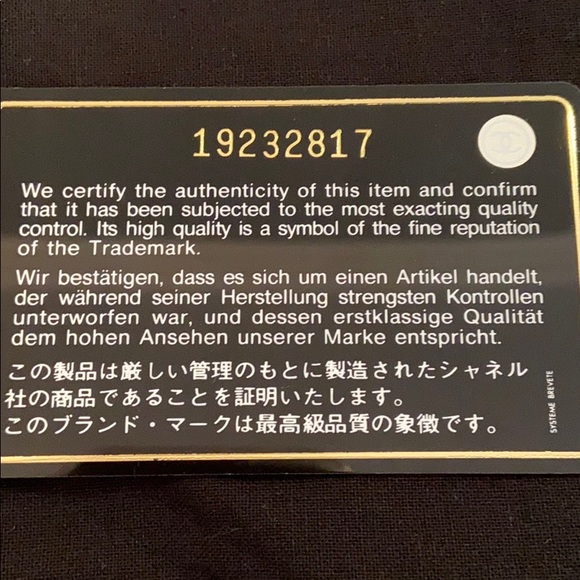 19232817
We certify the authenticity of this item and confirm
that it has been subjected to the most exacting quality
control. Its high quality is a symbol of the fine reputation
of the Trademark.
Wir bestätigen, dass es sich um einen Artikel handelt,
der während seiner Herstellung strengsten Kontrollen
unterworfen war, und dessen erstklassige Qualität
dem hohen Ansehen unserer Marke entspricht.
この製品は厳しい管理のもとに製造されたシャネル
社の商品であることを証明いたします。
このブランド・マークは最高級品質の象徴です。
SYSTEME BREVETE